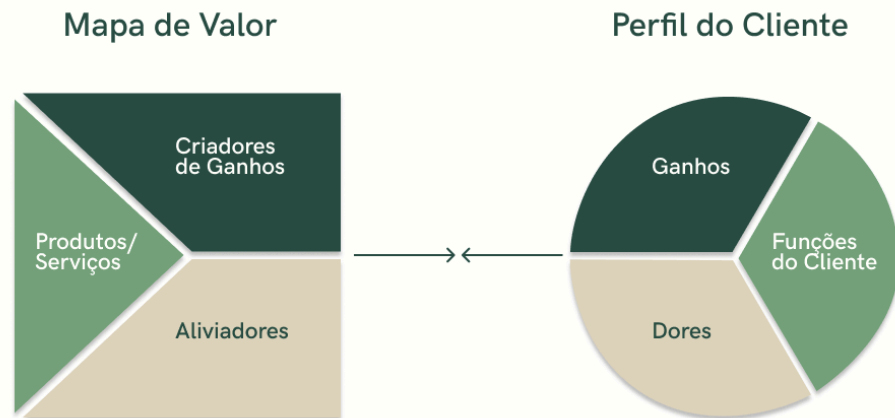 Mapa de Valor
Perfil do Cliente
Criadores
de Ganhos
Produtos/
Serviços
Aliviadores
Ganhos
Funções
do Cliente
Dores